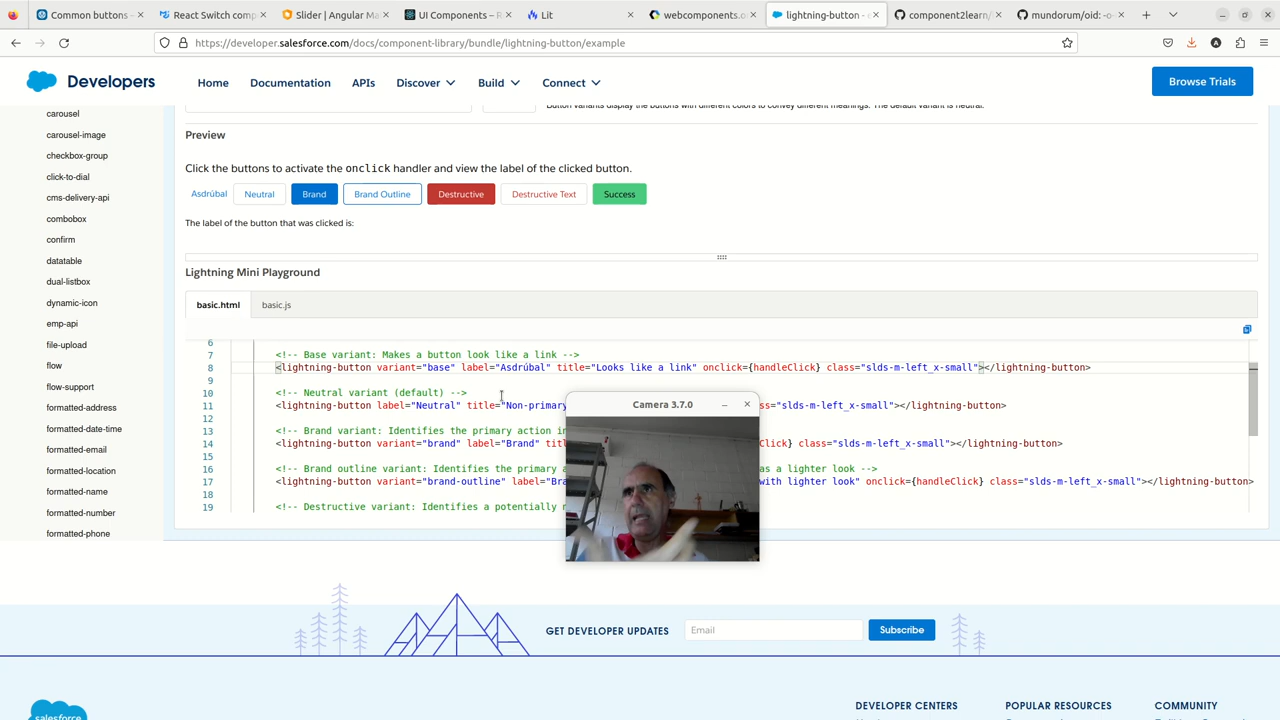 Common buttons –
React Switch comp
Slider | Angular Ma
UI Components – R
Lit
webcomponents.o
lightning-button - e
component2learn/
mundorum/oid: -o
https://developer.salesforce.com/docs/component-library/bundle/lightning-button/example
Developers
Home
Documentation
APIs
Discover
Build
Connect
Browse Trials
carousel
carousel-image
checkbox-group
click-to-dial
cms-delivery-api
combobox
confirm
datatable
dual-listbox
dynamic-icon
emp-api
file-upload
flow
flow-support
formatted-address
formatted-date-time
formatted-email
formatted-location
formatted-name
formatted-number
formatted-phone
Button variants display the buttons with different colors to convey different meanings. The default variant is neutral.
Preview
Click the buttons to activate the onclick handler and view the label of the clicked button.
Asdrúbal Neutral Brand Brand Outline Destructive Destructive Text Success
The label of the button that was clicked is:
Lightning Mini Playground
basic.html basic.js
6
7 <!-- Base variant: Makes a button look like a link -->
8 <lightning-button variant="base" label="Asdrúbal" title="Looks like a link" onclick={handleClick} class="slds-m-left_x-small"></lightning-button>
9
10 <!-- Neutral variant (default) -->
11 <lightning-button label="Neutral" title="Non-primary ss="slds-m-left_x-small"></lightning-button>
12
13 <!-- Brand variant: Identifies the primary action in
14 <lightning-button variant="brand" label="Brand" title Click} class="slds-m-left_x-small"></lightning-button>
15
16 <!-- Brand outline variant: Identifies the primary a as a lighter look -->
17 <lightning-button variant="brand-outline" label="Bra with lighter look" onclick={handleClick} class="slds-m-left_x-small"></lightning-button>
18
19 <!-- Destructive variant: Identifies a potentially n
Camera 3.7.0
GET DEVELOPER UPDATES Email Subscribe
salesforce
DEVELOPER CENTERS
POPULAR RESOURCES
COMMUNITY